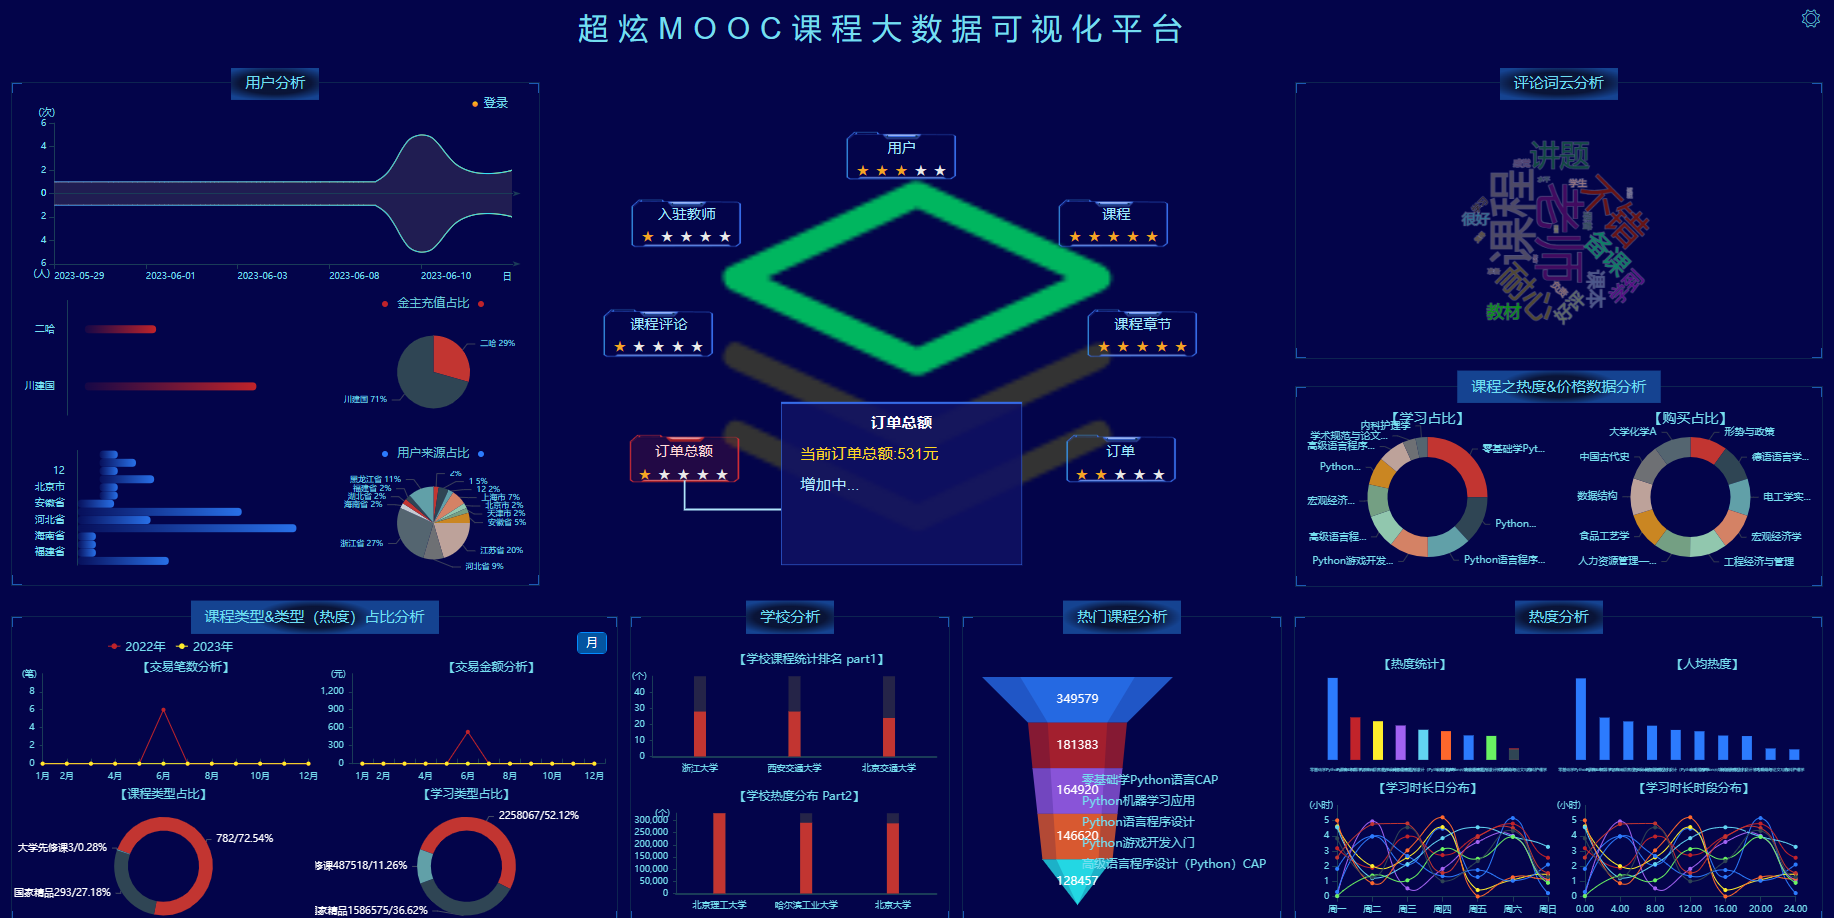 超炫MOOC课程大数据可视化平台
用户分析
登录
(次)
6
4
2
0
2
4
6
(人)
2023-05-29
2023-06-01
2023-06-03
2023-06-08
2023-06-10
日
金主充值占比
二哈
川建国
二哈 29%
川建国 71%
用户来源占比
12
北京市
安徽省
河北省
海南省
福建省
2%
1 5%
12 2%
上海市 7%
北京市 2%
天津市 2%
安徽省 5%
江苏省 20%
河北省 9%
浙江省 27%
海南省 2%
湖北省 2%
福建省 2%
黑龙江省 11%
用户
入驻教师
课程
课程评论
课程章节
订单总额
订单
订单总额
当前订单总额:531元
增加中...
评论词云分析
讲题
学生
课程
老师
不错
很好
备课
耐心
课本
学到
好评
教材
课程之热度&价格数据分析
【学习占比】
内科护理学
学术规范与论文...
高级语言程序...
Python...
宏观经济...
高级语言程...
Python游戏开发...
零基础学Pyt...
Python...
Python语言程序...
【购买占比】
大学化学A
中国古代史
数据结构
食品工艺学
人力资源管理—...
形势与政策
德语语言学...
电工学实...
宏观经济学
工程经济与管理
课程类型&类型（热度）占比分析
2022年
2023年
月
【交易笔数分析】
(笔)
8
6
4
2
0
1月
2月
4月
6月
8月
10月
12月
【交易金额分析】
(元)
1,200
900
600
300
0
1月
2月
4月
6月
8月
10月
12月
【课程类型占比】
大学先修课3/0.28%
782/72.54%
国家精品293/27.18%
【学习类型占比】
2258067/52.12%
修课487518/11.26%
国家精品1586575/36.62%
学校分析
【学校课程统计排名 part1】
(个)
40
30
20
10
0
浙江大学
西安交通大学
北京交通大学
【学校热度分布 Part2】
(个)
300,000
250,000
200,000
150,000
100,000
50,000
0
北京理工大学
哈尔滨工业大学
北京大学
热门课程分析
349579
181383
164920
146620
128457
零基础学Python语言CAP
Python机器学习应用
Python语言程序设计
Python游戏开发入门
高级语言程序设计（Python）CAP
热度分析
【热度统计】
【人均热度】
【学习时长日分布】
(小时)
5
4
3
2
1
0
周一
周二
周三
周四
周五
周六
周日
【学习时长时段分布】
(小时)
5
4
3
2
1
0
0.00
4.00
8.00
12.00
16.00
20.00
24.00